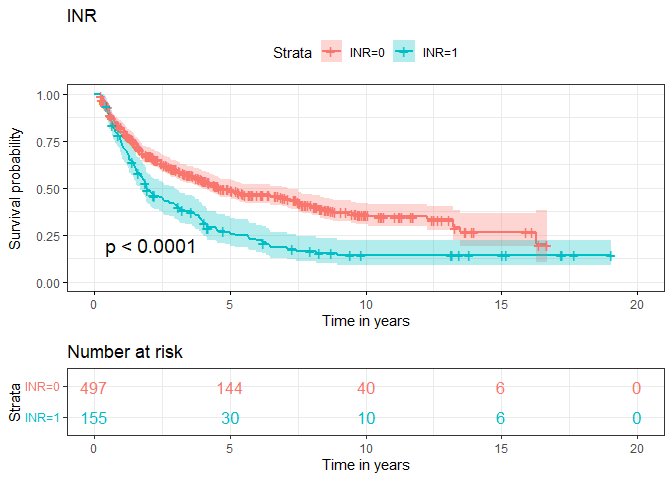 INR
Strata INR=0 INR=1
Survival probability
1.00
0.75
0.50
0.25
0.00
p < 0.0001
0 5 10 15 20
Time in years
Number at risk
Strata
INR=0 497 144 40 6 0
INR=1 155 30 10 6 0
0 5 10 15 20
Time in years